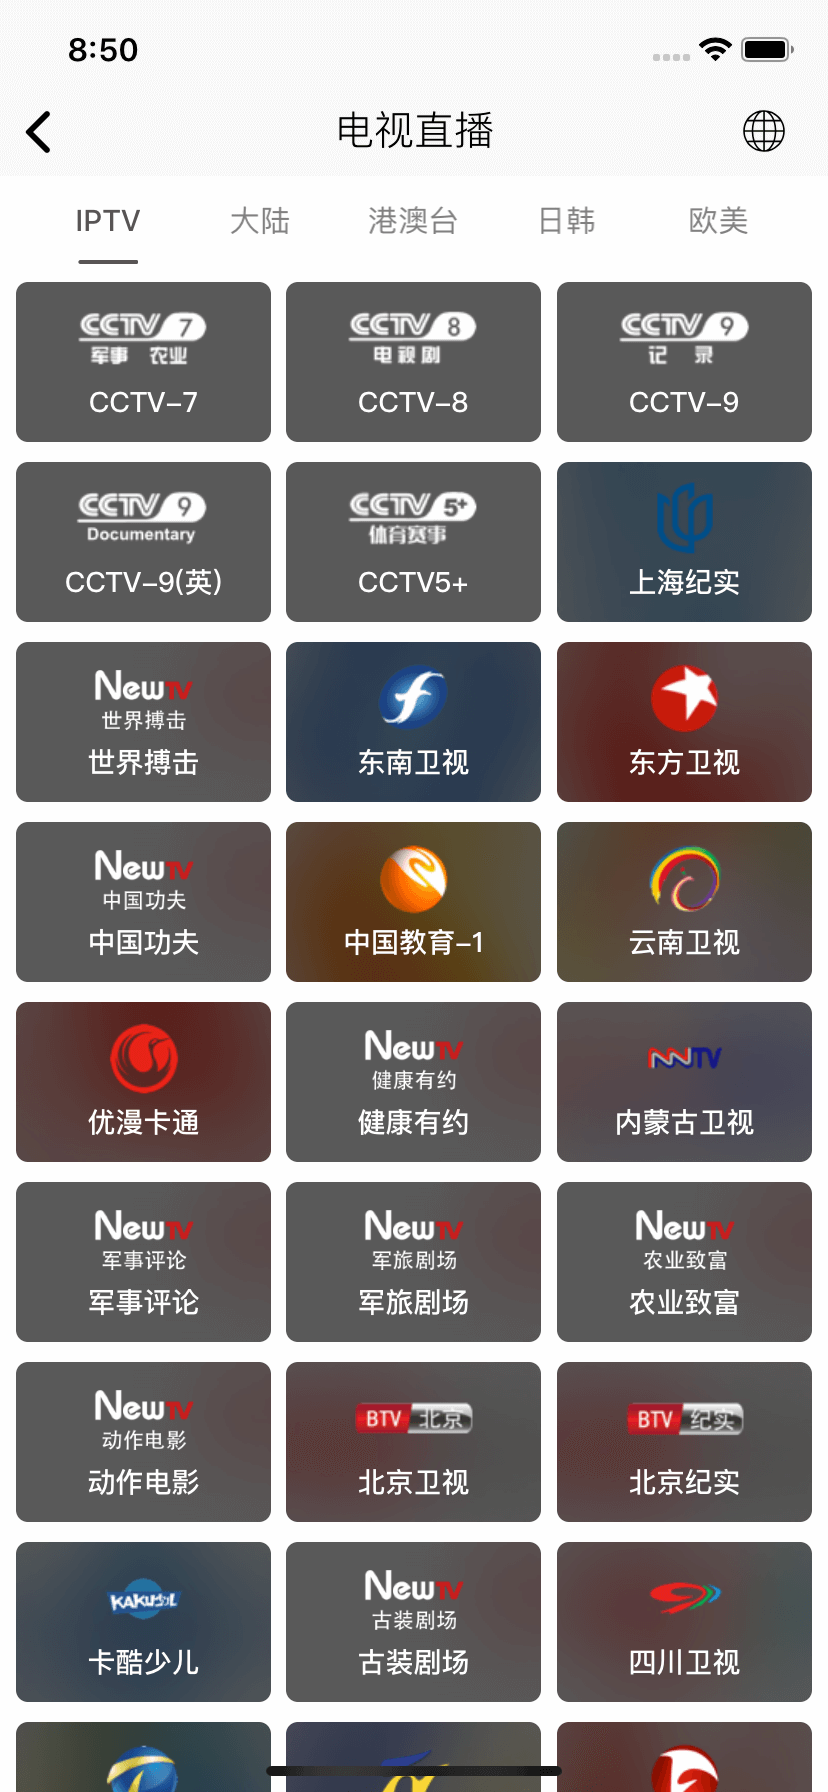 8:50
电视直播
IPTV 大陆 港澳台 日韩 欧美
CCTV 7 CCTV 8 CCTV 9
军事 农业 电视剧 记录
CCTV-7 CCTV-8 CCTV-9
CCTV 9 CCTV 5+
Documentary 体育赛事
CCTV-9(英) CCTV5+ 上海纪实
NewTV
世界搏击
世界搏击 东南卫视 东方卫视
NewTV
中国功夫
中国功夫 中国教育-1 云南卫视
NewTV NNTV
健康有约
优漫卡通 健康有约 内蒙古卫视
NewTV NewTV NewTV
军事评论 军旅剧场 农业致富
军事评论 军旅剧场 农业致富
NewTV BTV 北京 BTV 纪实
动作电影
动作电影 北京卫视 北京纪实
KAKU少儿 NewTV
古装剧场
卡酷少儿 古装剧场 四川卫视